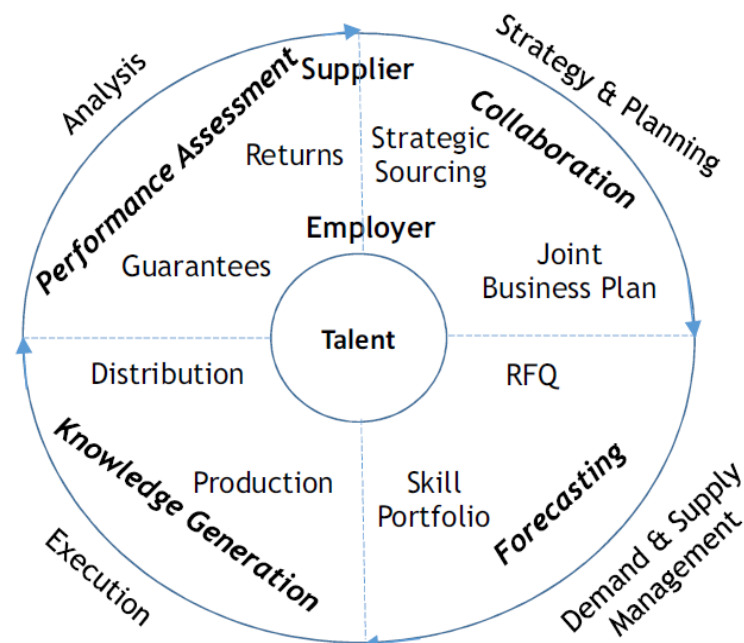 Analysis
Strategy & Planning
Supplier
Performance Assessment
Collaboration
Returns
Strategic
Sourcing
Employer
Guarantees
Joint
Business Plan
Talent
Distribution
RFQ
Knowledge Generation
Production
Skill
Portfolio
Forecasting
Execution
Demand & Supply
Management